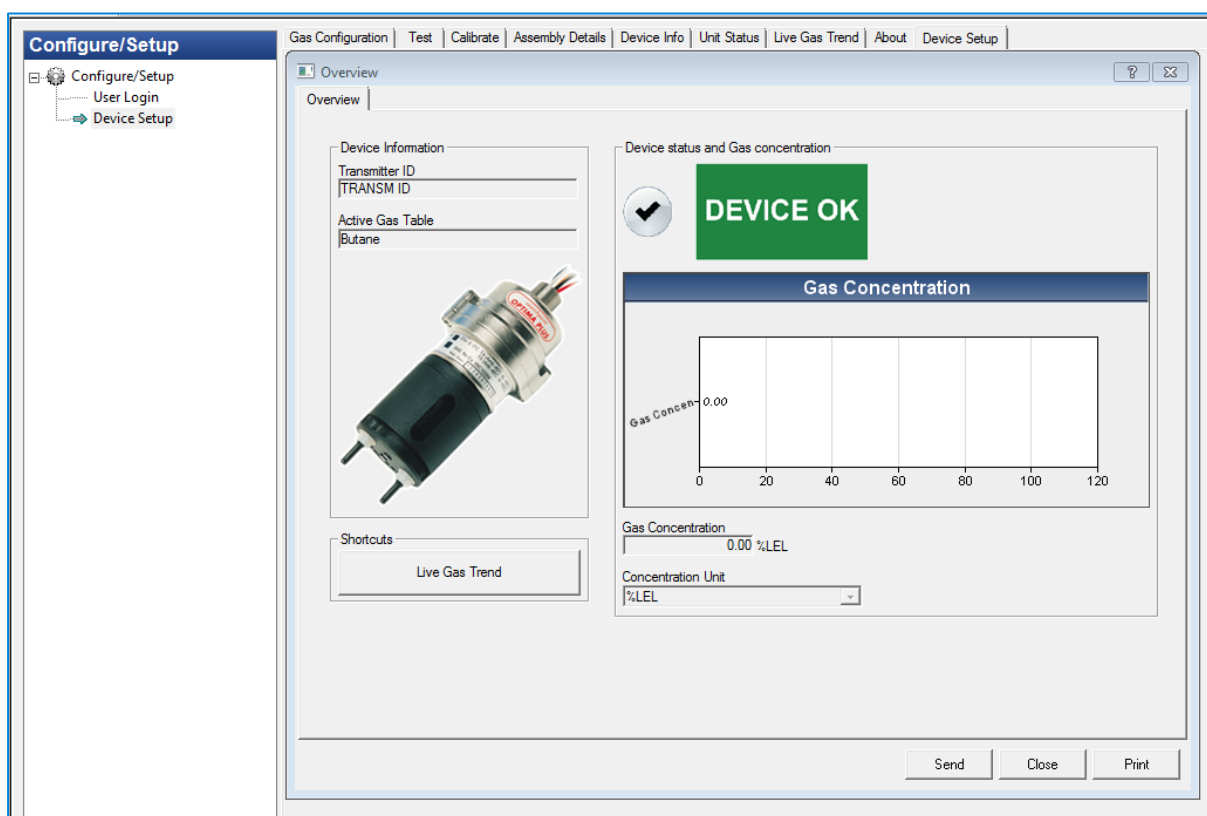 Configure/Setup
Configure/Setup
User Login
Device Setup
Gas Configuration Test Calibrate Assembly Details Device Info Unit Status Live Gas Trend About Device Setup
Overview
Overview
Device Information
Transmitter ID
TRANSM ID
Active Gas Table
Butane
OPTIMA PLUS
Shortcuts
Live Gas Trend
Device status and Gas concentration
DEVICE OK
Gas Concentration
Gas Concen
0.00
0 20 40 60 80 100 120
Gas Concentration
0.00 %LEL
Concentration Unit
%LEL
Send Close Print